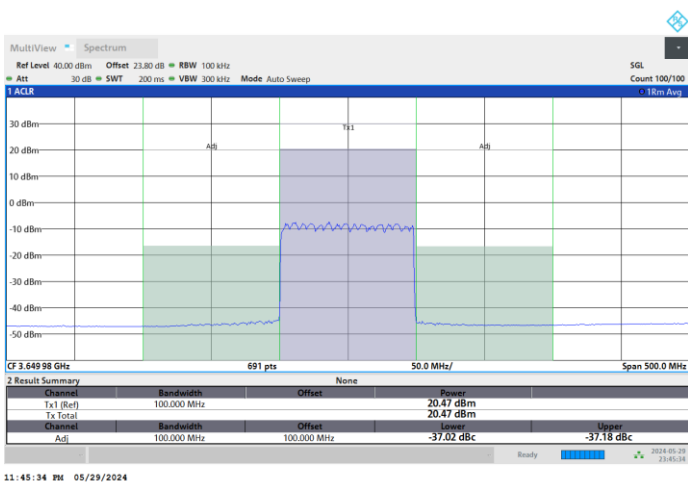 MultiView Spectrum
Ref Level 40.00 dBm Offset 23.80 dB RBW 100 kHz SGL
Att 30 dB SWT 200 ms VBW 300 kHz Mode Auto Sweep Count 100/100
1 ACLR 1Rm Avg
30 dBm
Tx1
20 dBm
Adj Adj
10 dBm
0 dBm
-10 dBm
-20 dBm
-30 dBm
-40 dBm
-50 dBm
CF 3.649 98 GHz 691 pts 50.0 MHz/ Span 500.0 MHz
2 Result Summary None
Channel Bandwidth Offset Power
Tx1 (Ref) 100.000 MHz 20.47 dBm
Tx Total 20.47 dBm
Channel Bandwidth Offset Lower Upper
Adj 100.000 MHz 100.000 MHz -37.02 dBc -37.18 dBc
Ready 2024-05-29
23:45:34
11:45:34 PM 05/29/2024